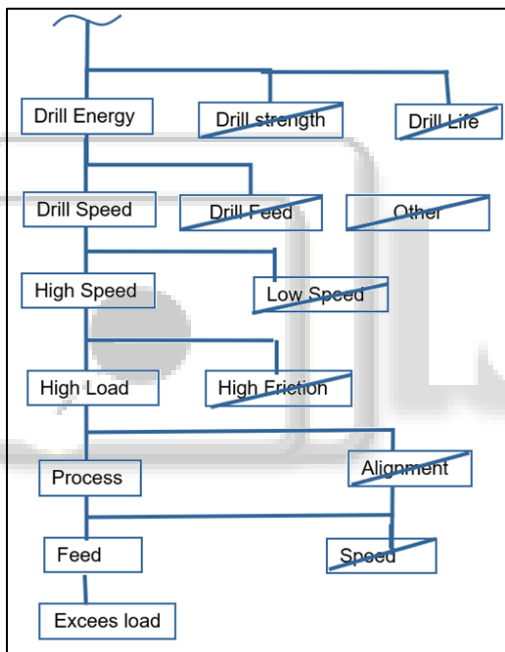 Drill Energy
Drill strength
Drill Life
Drill Speed
Drill Feed
Other
High Speed
Low Speed
High Load
High Friction
Process
Alignment
Feed
Speed
Excees load